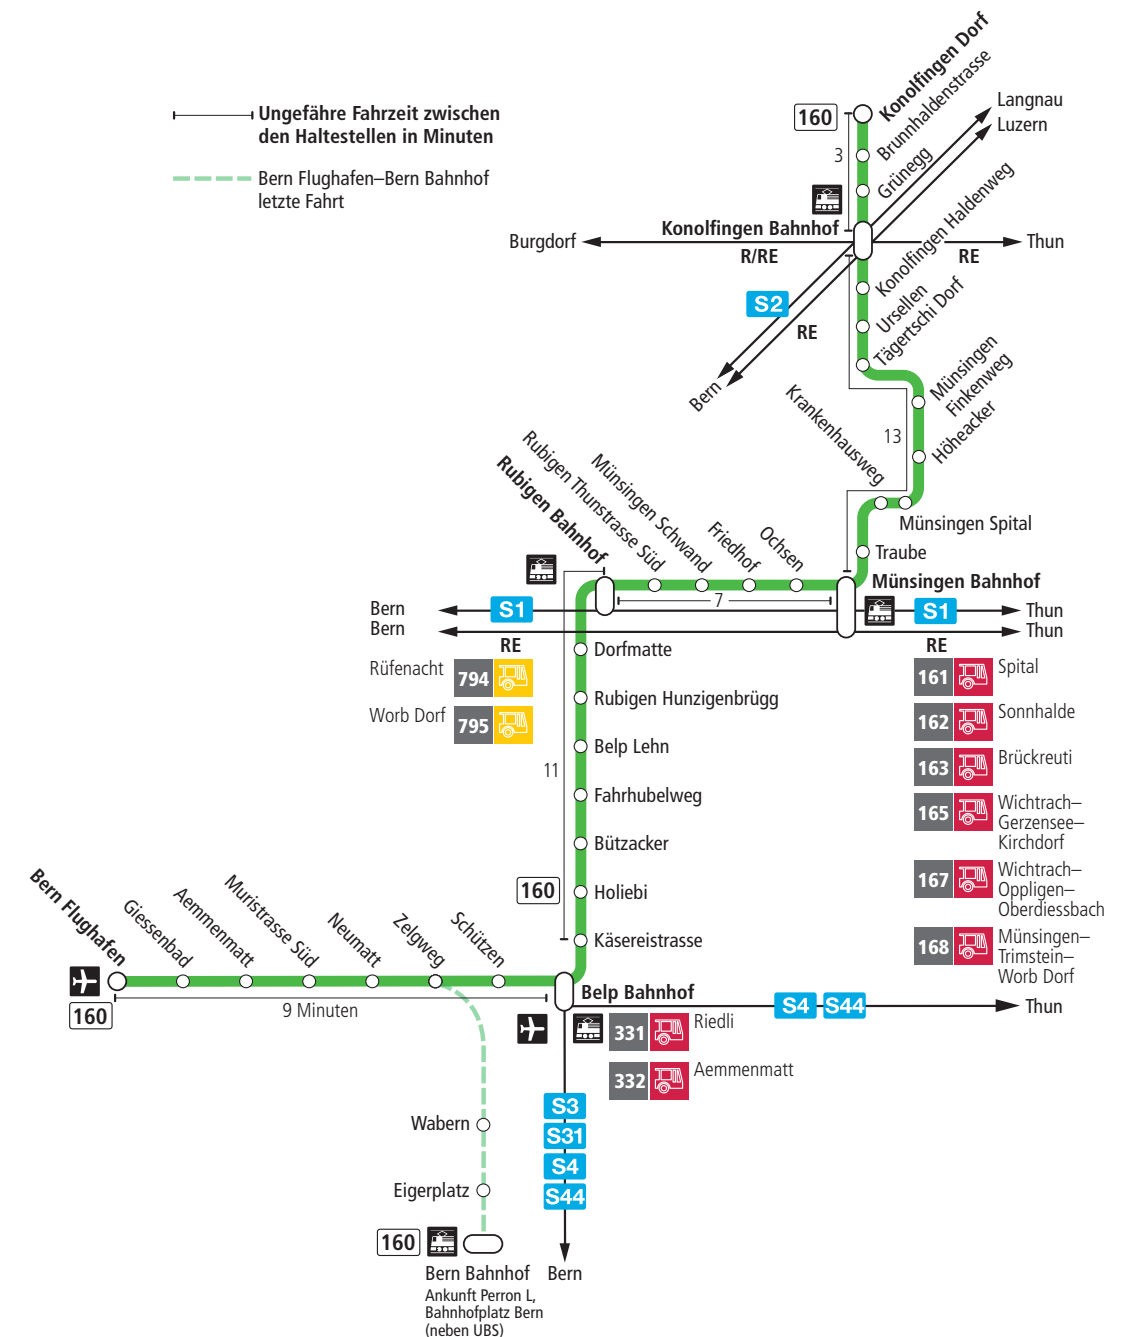 Ungefähre Fahrzeit zwischen
den Haltestellen in Minuten
Bern Flughafen–Bern Bahnhof
letzte Fahrt
160
Konolfingen Dorf
Brunnhaldenstrasse
Grünegg
3
Langnau
Luzern
Konolfingen Bahnhof
Burgdorf
R/RE
RE
Thun
Konolfingen Haldenweg
S2
RE
Ursellen
Tägertschi Dorf
Bern
Münsingen
Finkenweg
13
Höheacker
Krankenhausweg
Münsingen Spital
Traube
Rubigen Bahnhof
Rubigen Thunstrasse Süd
Münsingen Schwand
Friedhof
Ochsen
Münsingen Bahnhof
7
Bern
S1
S1
Thun
Bern
Thun
RE
RE
Rüfenacht
794
Worb Dorf
795
161
Spital
162
Sonnhalde
163
Brückreuti
165
Wichtrach–
Gerzensee–
Kirchdorf
167
Wichtrach–
Oppligen–
Oberdiessbach
168
Münsingen–
Trimstein–
Worb Dorf
Dorfmatte
Rubigen Hunzigenbrügg
Belp Lehn
11
Fahrhubelweg
Bützacker
160
Holiebi
Käsereistrasse
Bern Flughafen
Giessenbad
Aemmenmatt
Muristrasse Süd
Neumatt
Zelgweg
Schützen
160
9 Minuten
Belp Bahnhof
S4
S44
Thun
331
Riedli
332
Aemmenmatt
S3
S31
S4
S44
Wabern
Eigerplatz
160
Bern Bahnhof
Ankunft Perron L,
Bahnhofplatz Bern
(neben UBS)
Bern